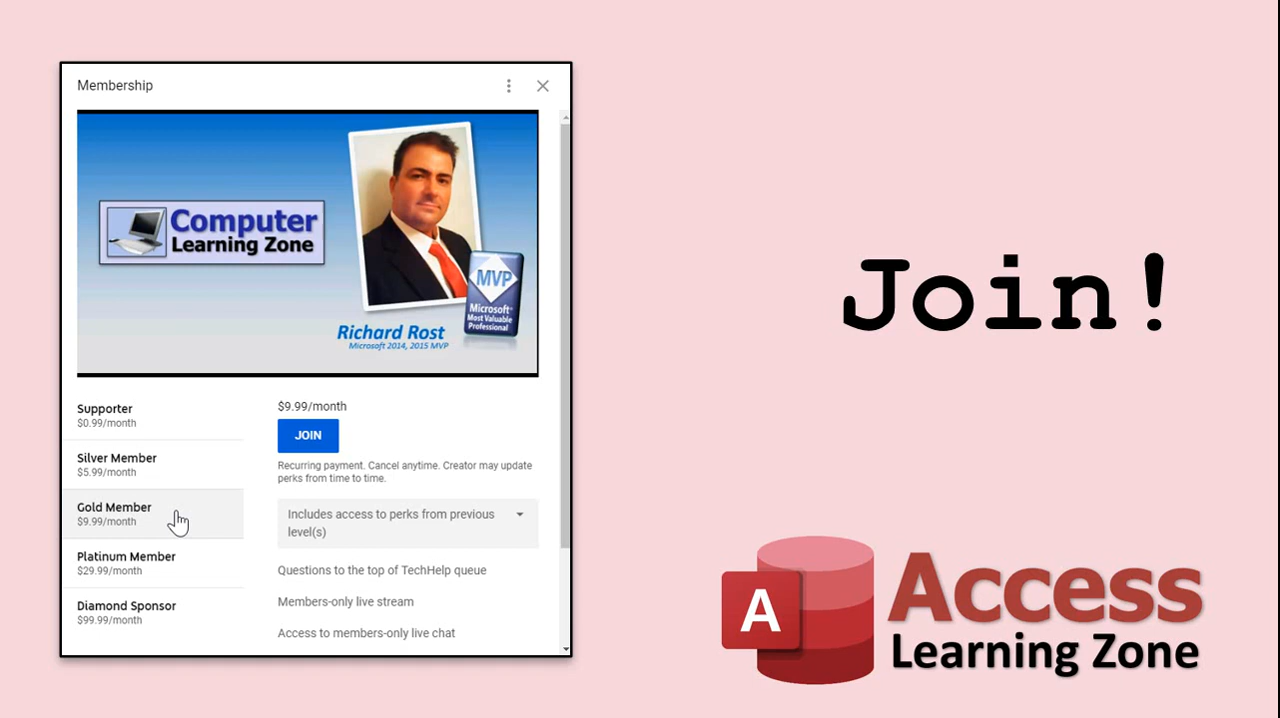 Membership
Computer
Learning Zone
MVP
Microsoft®
Most Valuable
Professional
Richard Rost
Microsoft 2014, 2015 MVP
Supporter
$0.99/month
Silver Member
$5.99/month
Gold Member
$9.99/month
Platinum Member
$29.99/month
Diamond Sponsor
$99.99/month
$9.99/month
JOIN
Recurring payment. Cancel anytime. Creator may update
perks from time to time.
Includes access to perks from previous
level(s)
Questions to the top of TechHelp queue
Members-only live stream
Access to members-only live chat
Join!
A
Access
Learning Zone